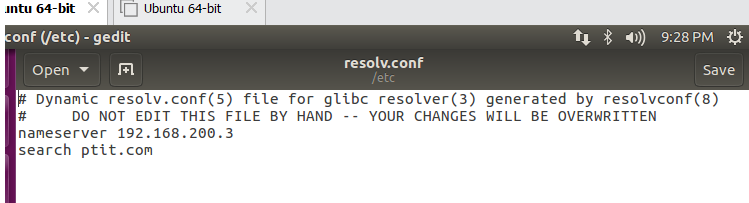 untu 64-bit
Ubuntu 64-bit
conf (/etc) - gedit
9:28 PM
Open
resolv.conf
/etc
Save
# Dynamic resolv.conf(5) file for glibc resolver(3) generated by resolvconf(8)
#     DO NOT EDIT THIS FILE BY HAND -- YOUR CHANGES WILL BE OVERWRITTEN
nameserver 192.168.200.3
search ptit.com